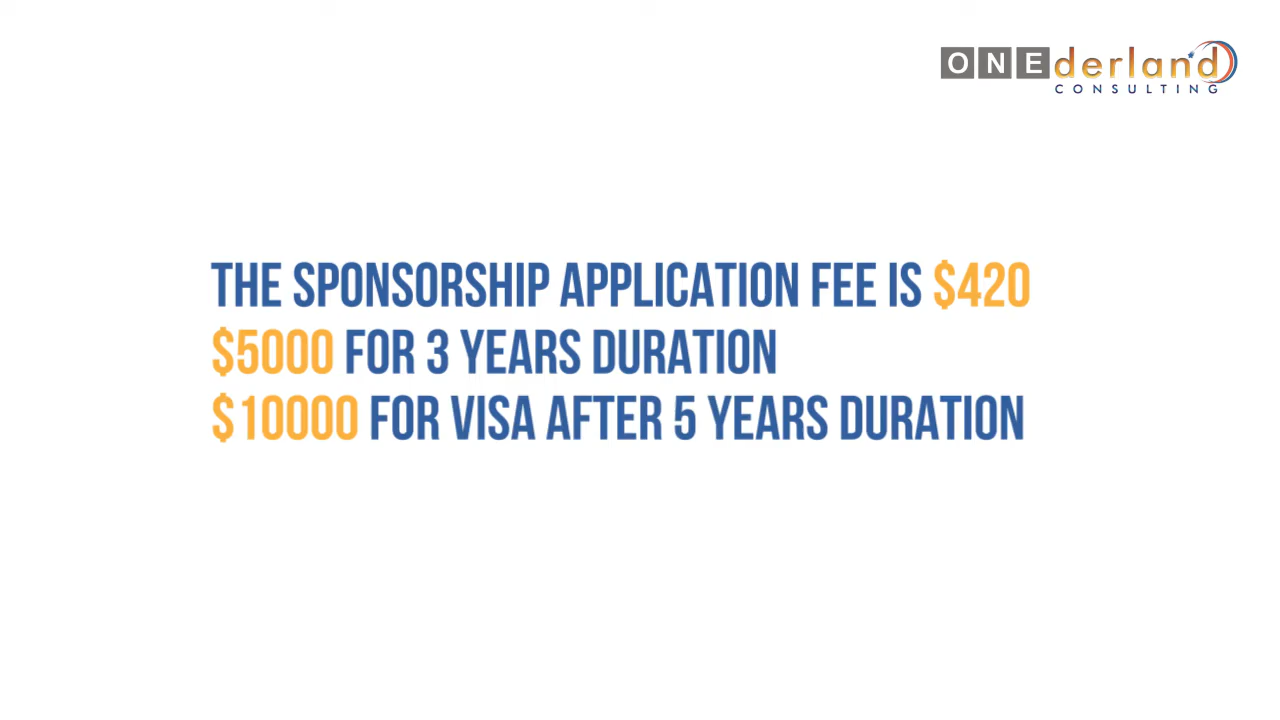 ONEderland
CONSULTING
THE SPONSORSHIP APPLICATION FEE IS $420
$5000 FOR 3 YEARS DURATION
$10000 FOR VISA AFTER 5 YEARS DURATION